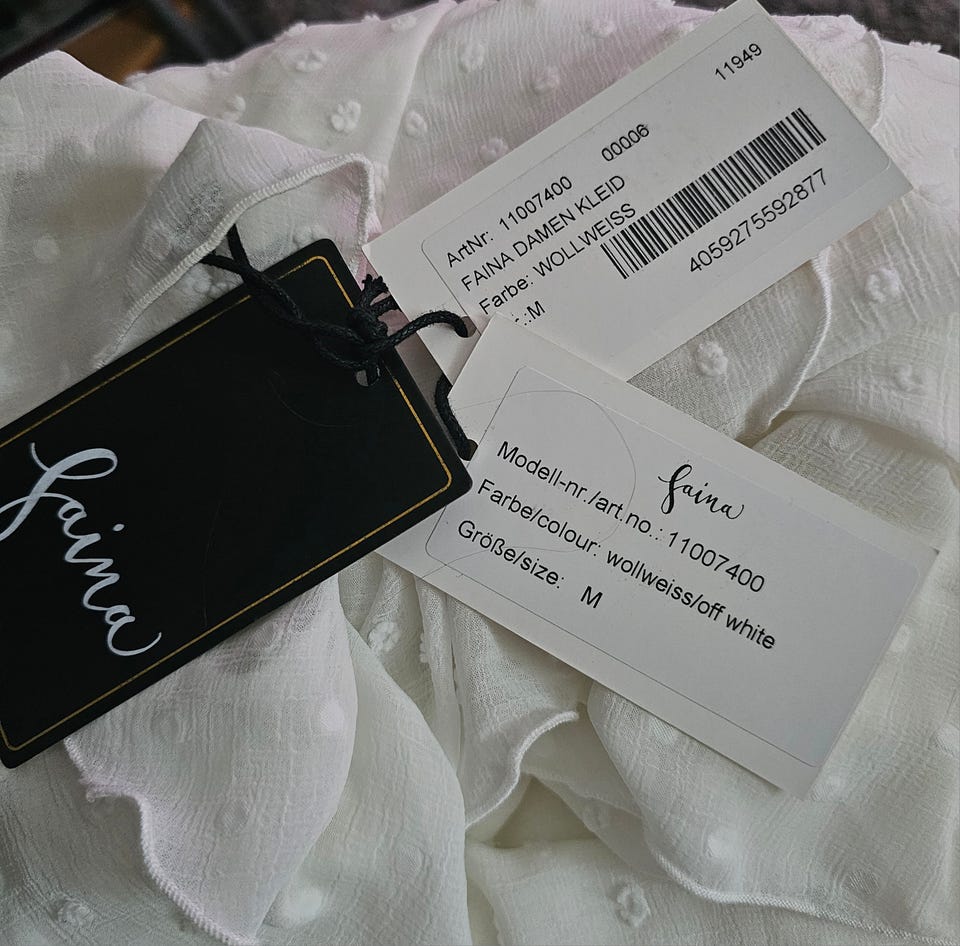 11949
00006
ArtNr: 11007400
FAINA DAMEN KLEID
Farbe: WOLLWEISS
.:M
4059275592877
faina
faina
Modell-nr./art.no.: 11007400
Farbe/colour: wollweiss/off white
Größe/size: M